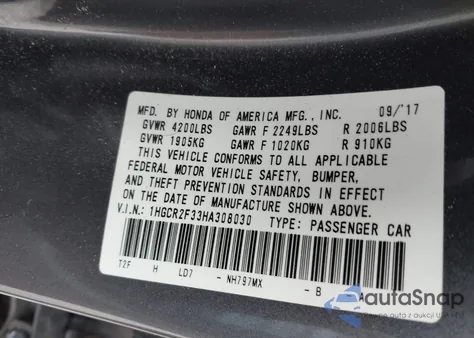 MFD. BY HONDA OF AMERICA MFG., INC. 09/'17
GVWR 4200LBS GAWR F 2249LBS R 2006LBS
GVWR 1905KG GAWR F 1020KG R 910KG
THIS VEHICLE CONFORMS TO ALL APPLICABLE
FEDERAL MOTOR VEHICLE SAFETY, BUMPER,
AND THEFT PREVENTION STANDARDS IN EFFECT
ON THE DATE OF MANUFACTURE SHOWN ABOVE.
V.I.N.: 1HGCR2F33HA308030 TYPE: PASSENGER CAR
T2F H LD7 - NH797MX - B A
autaSnap